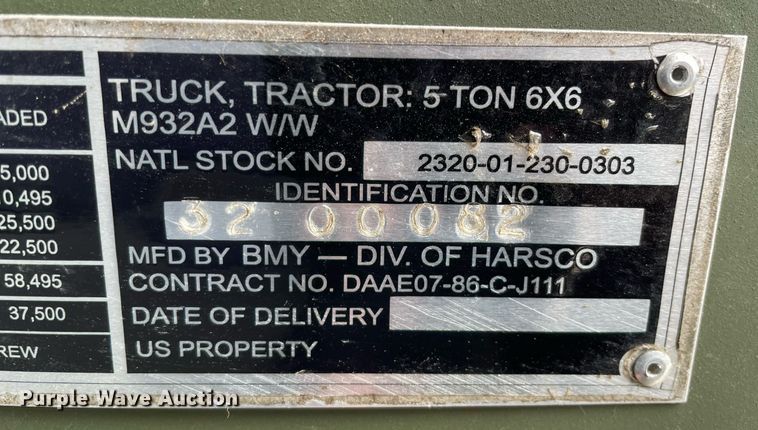 ADED
5,000
0,495
25,500
22,500
58,495
37,500
REW
TRUCK, TRACTOR: 5 TON 6X6
M932A2 W/W
NATL STOCK NO. 2320-01-230-0303
IDENTIFICATION NO.
32 00082
MFD BY BMY — DIV. OF HARSCO
CONTRACT NO. DAAE07-86-C-J111
DATE OF DELIVERY
US PROPERTY
Purple Wave Auction